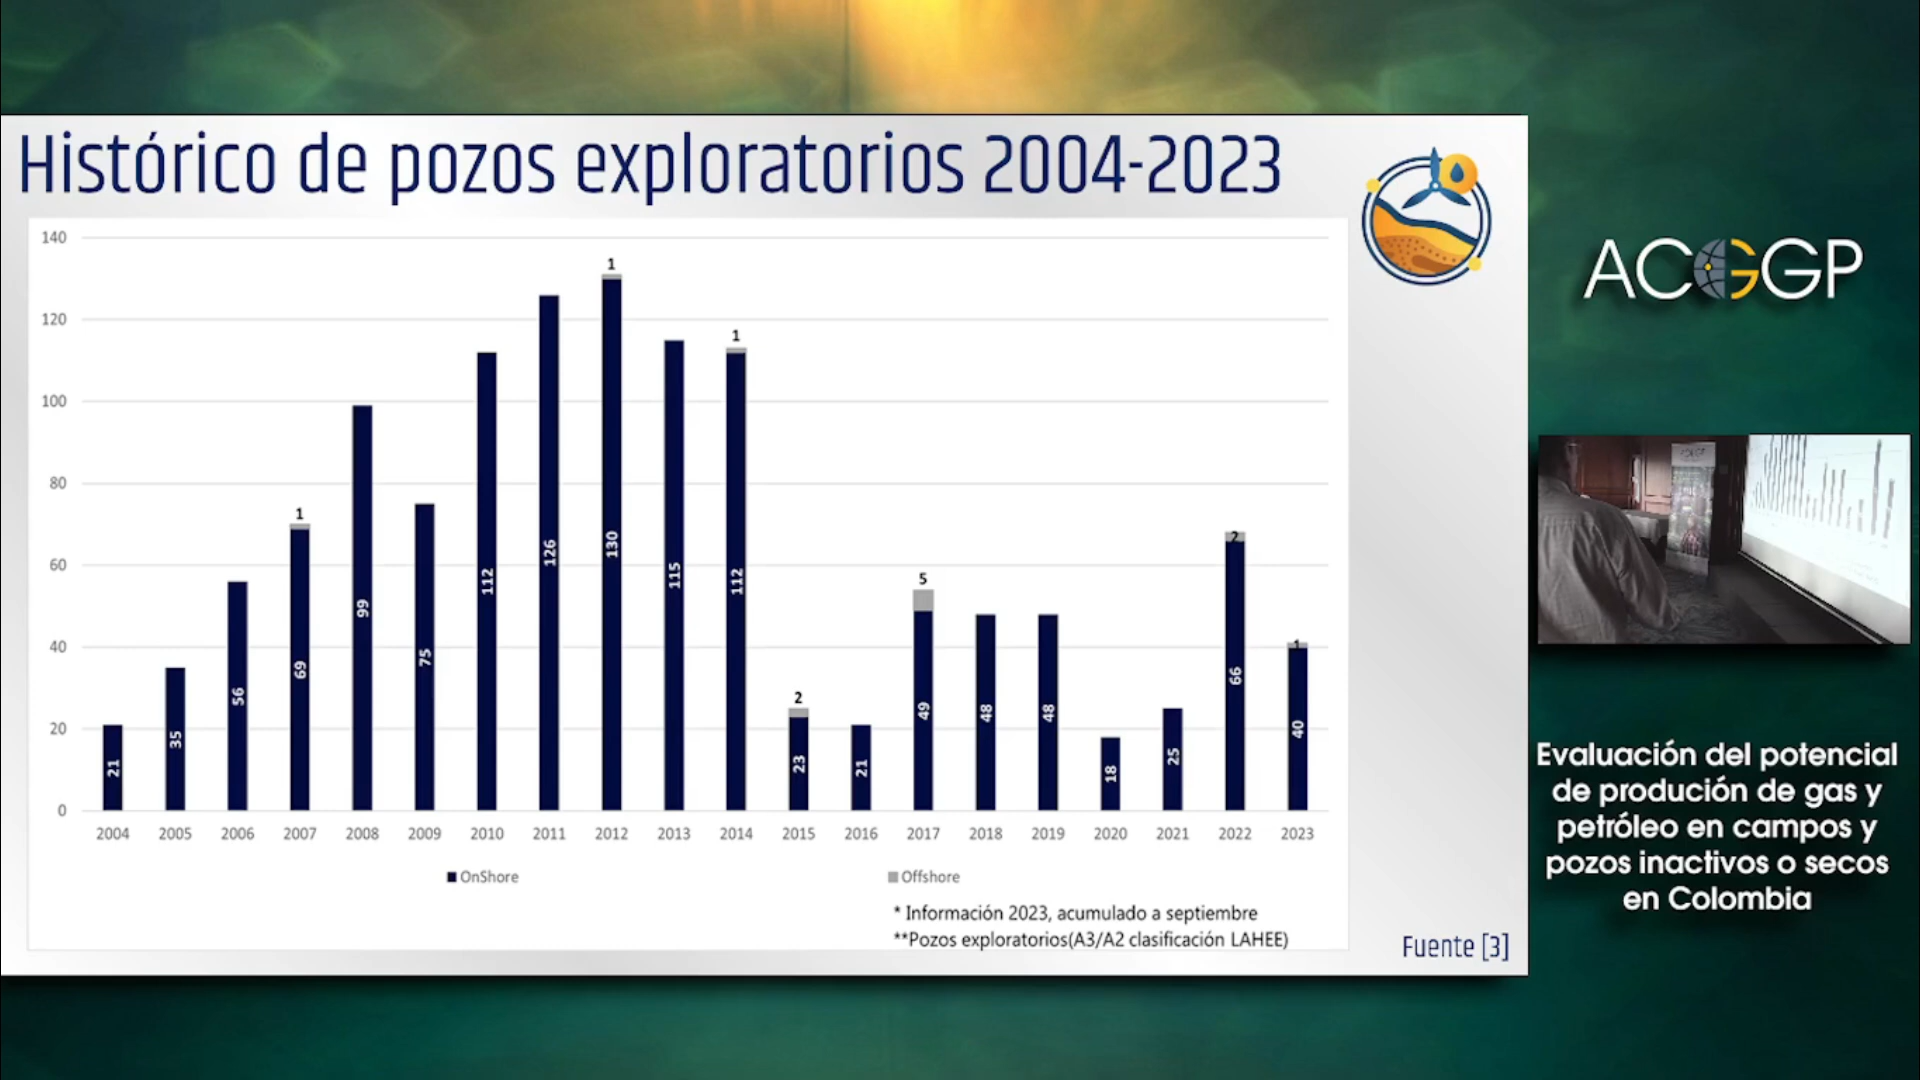 Histórico de pozos exploratorios 2004-2023
140
120
100
80
60
40
20
0
1
1
1
2
5
2
1
21
35
56
69
99
75
112
126
130
115
112
23
21
49
48
48
18
25
66
40
2004 2005 2006 2007 2008 2009 2010 2011 2012 2013 2014 2015 2016 2017 2018 2019 2020 2021 2022 2023
OnShore Offshore
* Información 2023, acumulado a septiembre
**Pozos exploratorios(A3/A2 clasificación LAHEE)
Fuente [3]
ACGGP
Evaluación del potencial
de produción de gas y
petróleo en campos y
pozos inactivos o secos
en Colombia